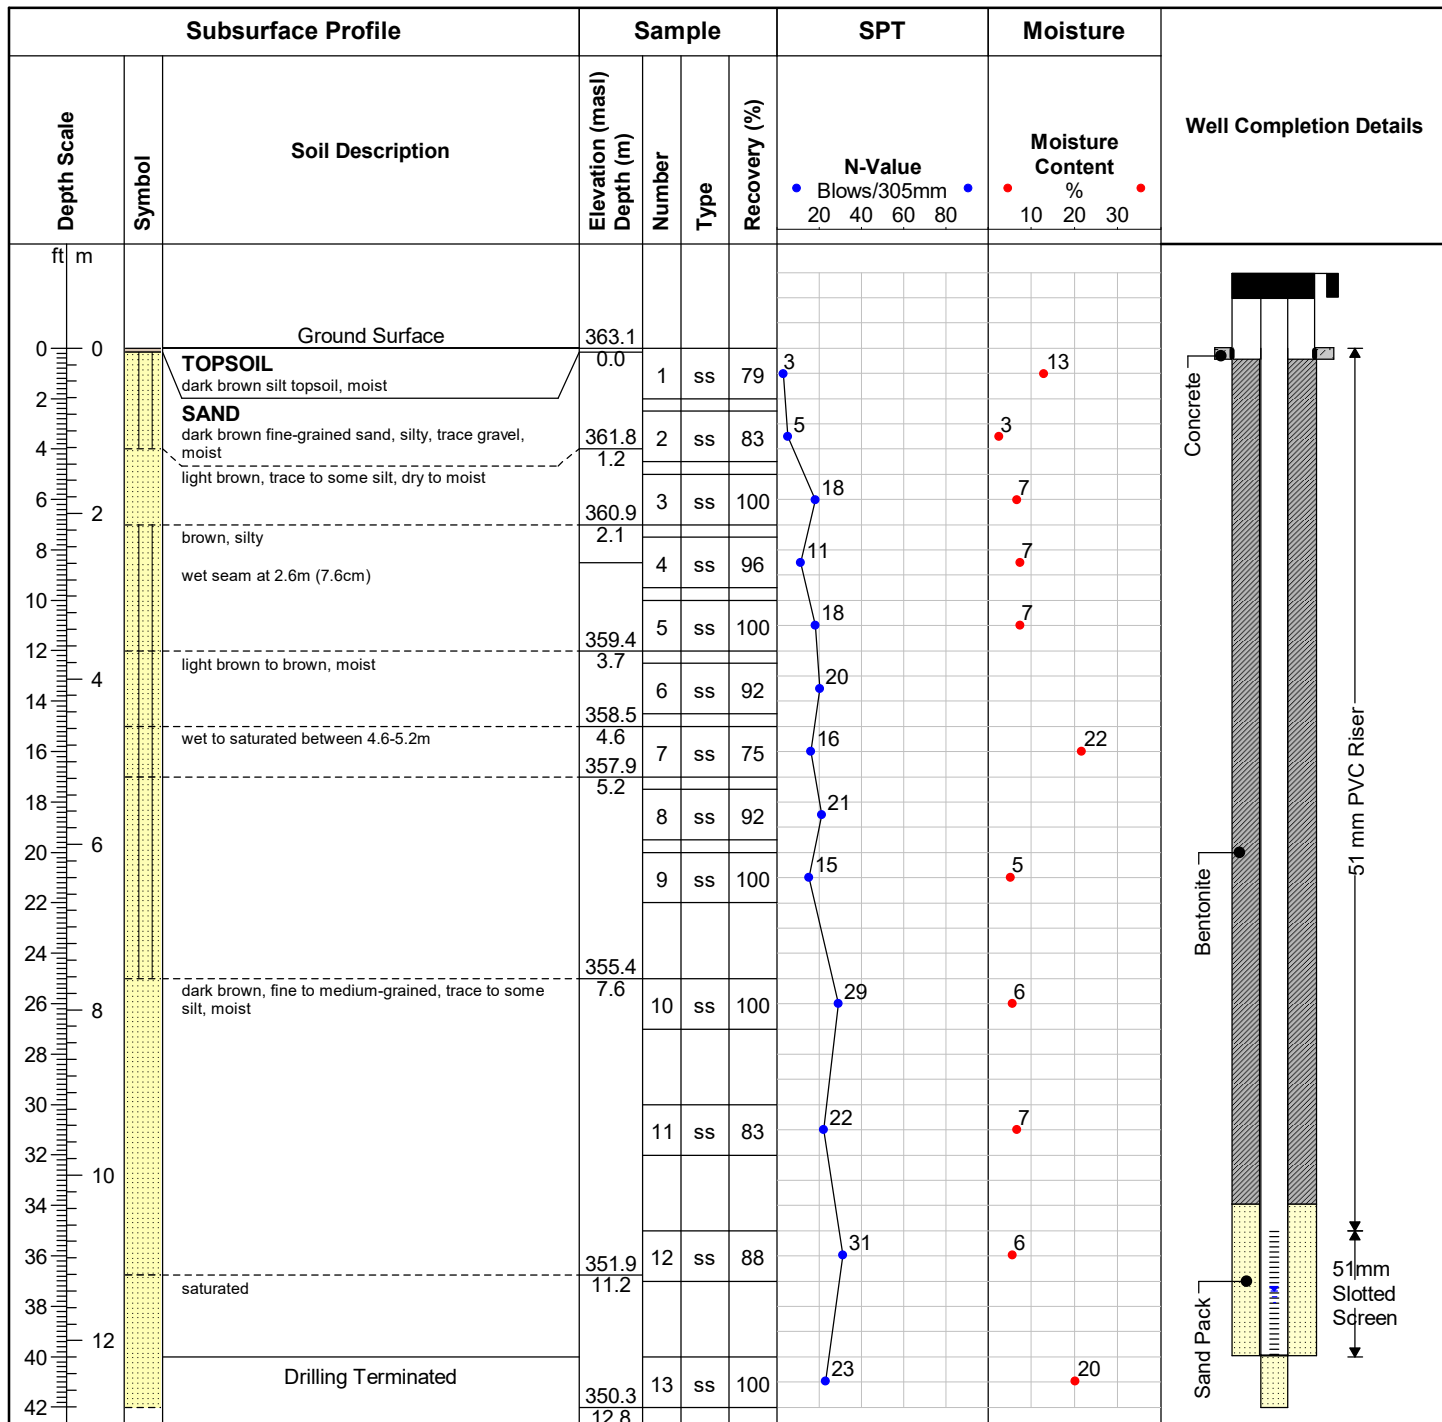 Subsurface Profile
Sample
SPT
Moisture
Depth Scale
Symbol
Soil Description
Elevation (masl)
Depth (m)
Number
Type
Recovery (%)
N-Value
Blows/305mm
20 40 60 80
Moisture
Content
%
10 20 30
Well Completion Details
ft m
Ground Surface
363.1
0 0
TOPSOIL
0.0
dark brown silt topsoil, moist
1 ss 79
3
13
2
SAND
dark brown fine-grained sand, silty, trace gravel,
moist
361.8
2 ss 83
5
3
4
1.2
light brown, trace to some silt, dry to moist
6
3 ss 100
18
7
360.9
2
2.1
brown, silty
8
wet seam at 2.6m (7.6cm)
4 ss 96
11
7
10
5 ss 100
18
7
359.4
12
3.7
light brown to brown, moist
4
6 ss 92
20
14
358.5
4.6
wet to saturated between 4.6-5.2m
16
7 ss 75
16
22
357.9
5.2
18
8 ss 92
21
6
20
9 ss 100
15
5
22
24
355.4
7.6
dark brown, fine to medium-grained, trace to some
silt, moist
26
8
10 ss 100
29
6
28
30
11 ss 83
22
7
32
10
34
36
12 ss 88
31
6
351.9
11.2
saturated
38
12
40
Drilling Terminated
13 ss 100
23
20
350.3
42
12.8
Concrete
Bentonite
51 mm PVC Riser
Sand Pack
51mm
Slotted
Screen